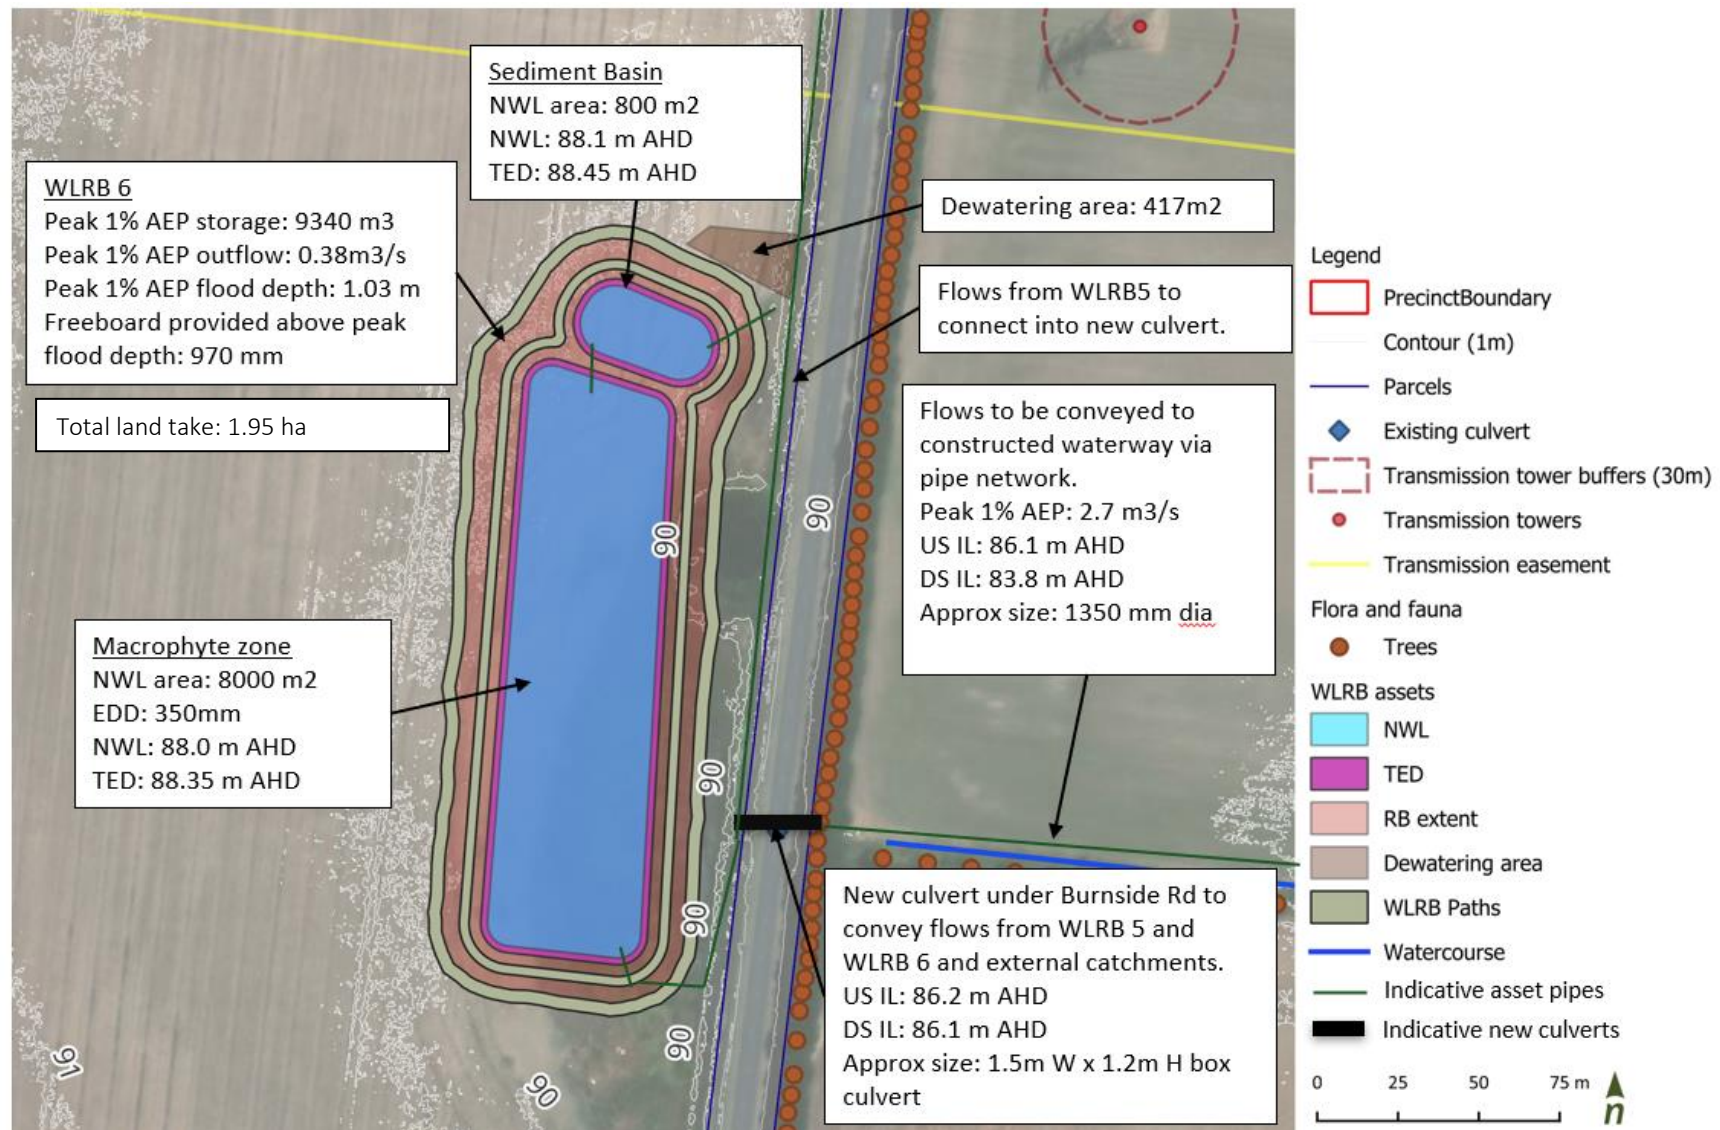 Sediment Basin
NWL area: 800 m2
NWL: 88.1 m AHD
TED: 88.45 m AHD
WLRB 6
Peak 1% AEP storage: 9340 m3
Peak 1% AEP outflow: 0.38m3/s
Peak 1% AEP flood depth: 1.03 m
Freeboard provided above peak
flood depth: 970 mm
Total land take: 1.95 ha
Dewatering area: 417m2
Flows from WLRB5 to
connect into new culvert.
Flows to be conveyed to
constructed waterway via
pipe network.
Peak 1% AEP: 2.7 m3/s
US IL: 86.1 m AHD
DS IL: 83.8 m AHD
Approx size: 1350 mm dia
Macrophyte zone
NWL area: 8000 m2
EDD: 350mm
NWL: 88.0 m AHD
TED: 88.35 m AHD
New culvert under Burnside Rd to
convey flows from WLRB 5 and
WLRB 6 and external catchments.
US IL: 86.2 m AHD
DS IL: 86.1 m AHD
Approx size: 1.5m W x 1.2m H box
culvert
90
90
90
90
90
90
91
Legend
PrecinctBoundary
Contour (1m)
Parcels
Existing culvert
Transmission tower buffers (30m)
Transmission towers
Transmission easement
Flora and fauna
Trees
WLRB assets
NWL
TED
RB extent
Dewatering area
WLRB Paths
Watercourse
Indicative asset pipes
Indicative new culverts
0 25 50 75 m
n